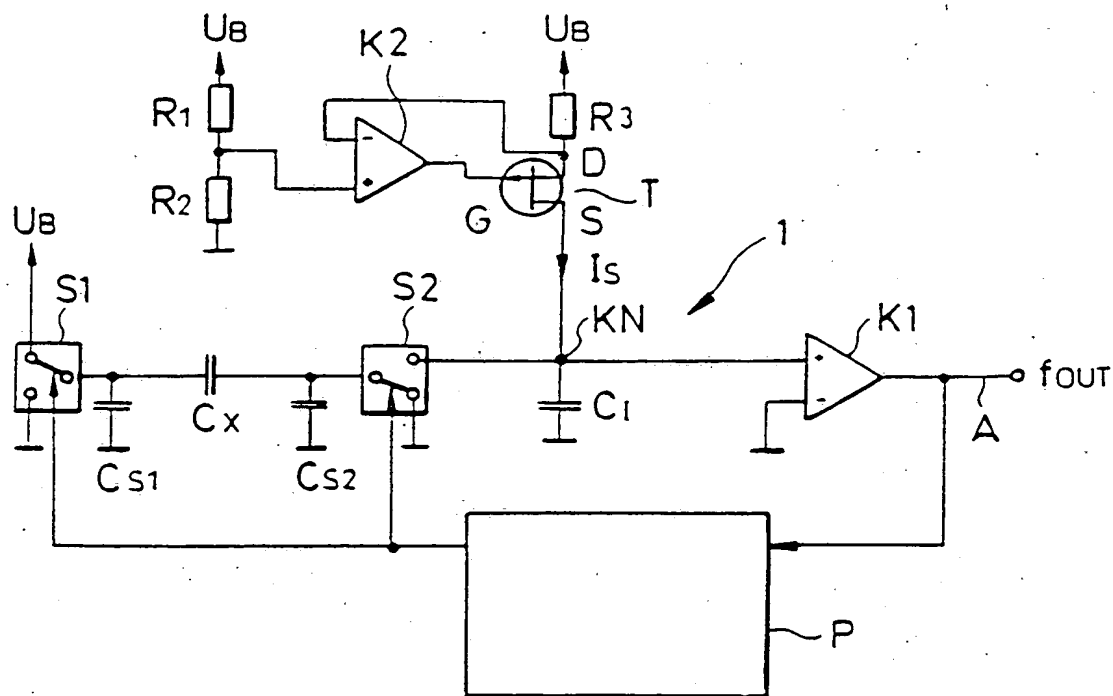 UB
K2
UB
R1
R3
D
R2
G
S
T
UB
IS
1
S1
S2
KN
K1
fOUT
CX
CI
A
CS1
CS2
P